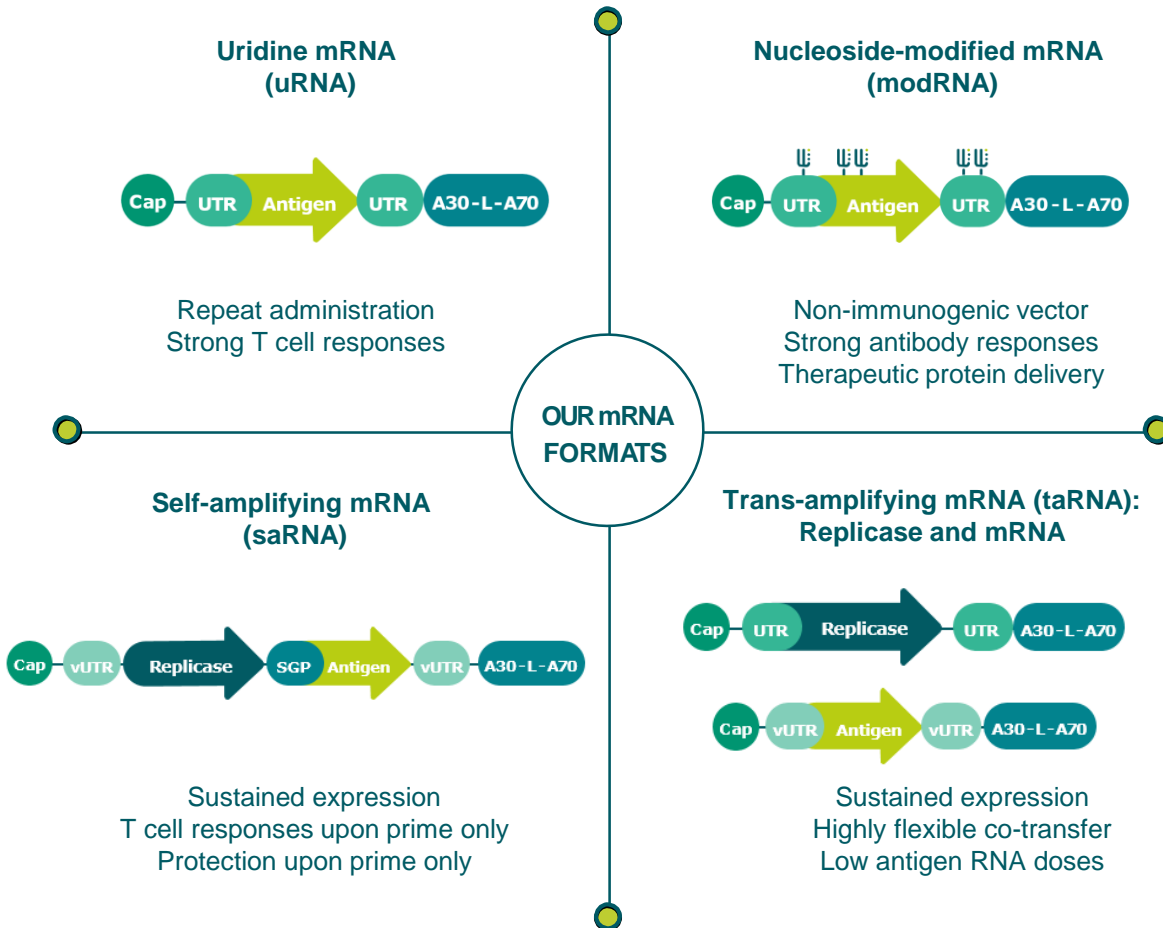 Uridine mRNA
(uRNA)
Cap UTR Antigen UTR A30-L-A70
Repeat administration
Strong T cell responses
Nucleoside-modified mRNA
(modRNA)
Ψ Ψ Ψ Ψ Ψ
Cap UTR Antigen UTR A30-L-A70
Non-immunogenic vector
Strong antibody responses
Therapeutic protein delivery
OUR mRNA
FORMATS
Self-amplifying mRNA
(saRNA)
Cap vUTR Replicase SGP Antigen vUTR A30-L-A70
Sustained expression
T cell responses upon prime only
Protection upon prime only
Trans-amplifying mRNA (taRNA):
Replicase and mRNA
Cap UTR Replicase UTR A30-L-A70
Cap vUTR Antigen vUTR A30-L-A70
Sustained expression
Highly flexible co-transfer
Low antigen RNA doses